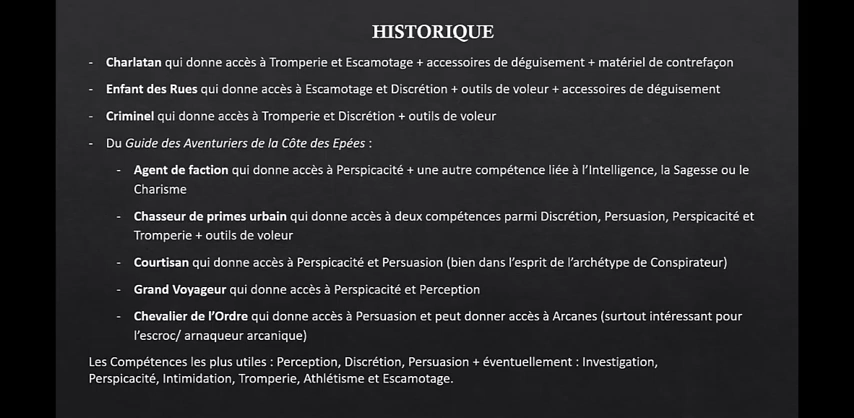 HISTORIQUE
- Charlatan qui donne accès à Tromperie et Escamotage + accessoires de déguisement + matériel de contrefaçon
- Enfant des Rues qui donne accès à Escamotage et Discrétion + outils de voleur + accessoires de déguisement
- Criminel qui donne accès à Tromperie et Discrétion + outils de voleur
- Du Guide des Aventuriers de la Côte des Epées :
- Agent de faction qui donne accès à Perspicacité + une autre compétence liée à l'Intelligence, la Sagesse ou le
Charisme
- Chasseur de primes urbain qui donne accès à deux compétences parmi Discrétion, Persuasion, Perspicacité et
Tromperie + outils de voleur
- Courtisan qui donne accès à Perspicacité et Persuasion (bien dans l'esprit de l'archétype de Conspirateur)
- Grand Voyageur qui donne accès à Perspicacité et Perception
- Chevalier de l'Ordre qui donne accès à Persuasion et peut donner accès à Arcanes (surtout intéressant pour
l'escroc/ arnaqueur arcanique)
Les Compétences les plus utiles : Perception, Discrétion, Persuasion + éventuellement : Investigation,
Perspicacité, Intimidation, Tromperie, Athlétisme et Escamotage.